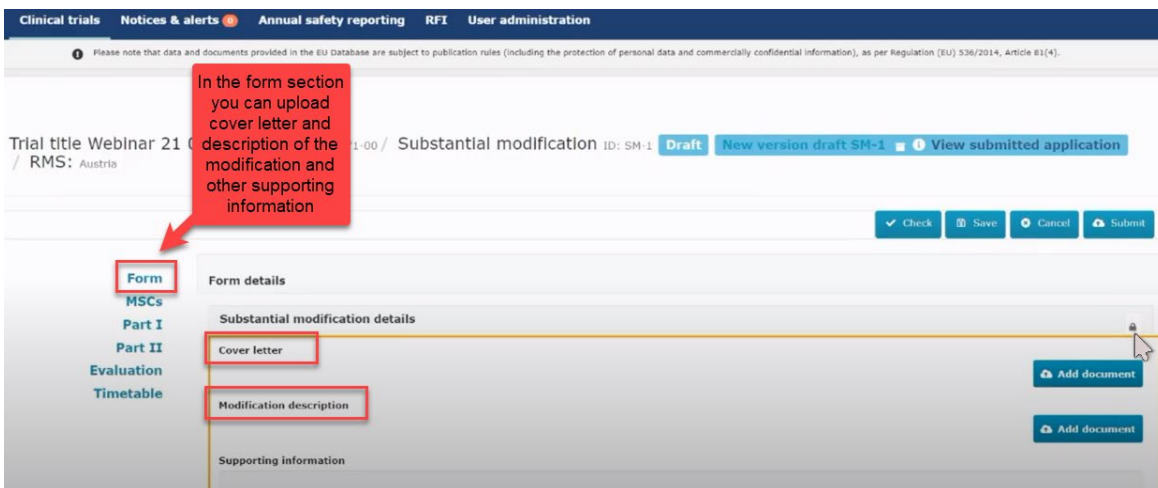 Clinical trials Notices & alerts Annual safety reporting RFI User administration
Please note that data and documents provided in the EU Database are subject to publication rules (including the protection of personal data and commercially confidential information), as per Regulation (EU) 536/2014, Article 81(4).
In the form section
you can upload
cover letter and
description of the
modification and
other supporting
information
Trial title Webinar 21 1-00 / Substantial modification ID: SM-1 Draft New version draft SM-1 View submitted application
/ RMS: Austria
Check Save Cancel Submit
Form
MSCs
Part I
Part II
Evaluation
Timetable
Form details
Substantial modification details
Cover letter
Add document
Modification description
Add document
Supporting information